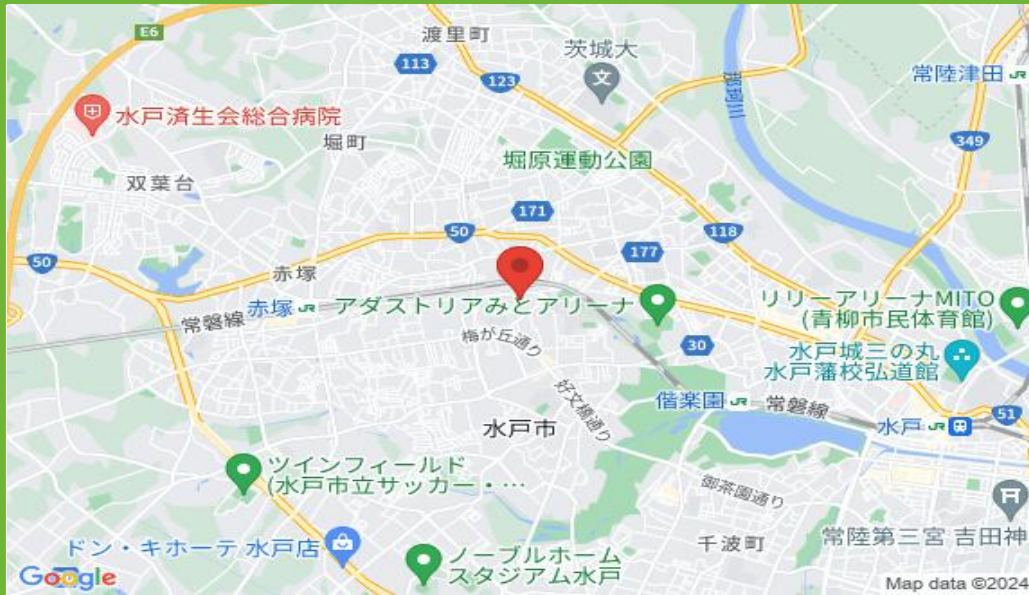 E6
渡里町
茨城大
113
123
那珂川
常陸津田 JR
水戸済生会総合病院
堀町
349
堀原運動公園
双葉台
171
50
118
177
50
赤塚
赤塚 JR
アダストリアみとアリーナ
リリーアリーナMITO
(青柳市民体育館)
常磐線
梅が丘通り
30
水戸城三の丸
水戸藩校弘道館
好文橋通り
偕楽園 JR
常磐線
51
水戸市
水戸 JR
ツインフィールド
(水戸市立サッカー・…
御茶園通り
千波町
常陸第三宮 吉田神
ドン・キホーテ 水戸店
ノーブルホーム
スタジアム水戸
Google
Map data ©2024